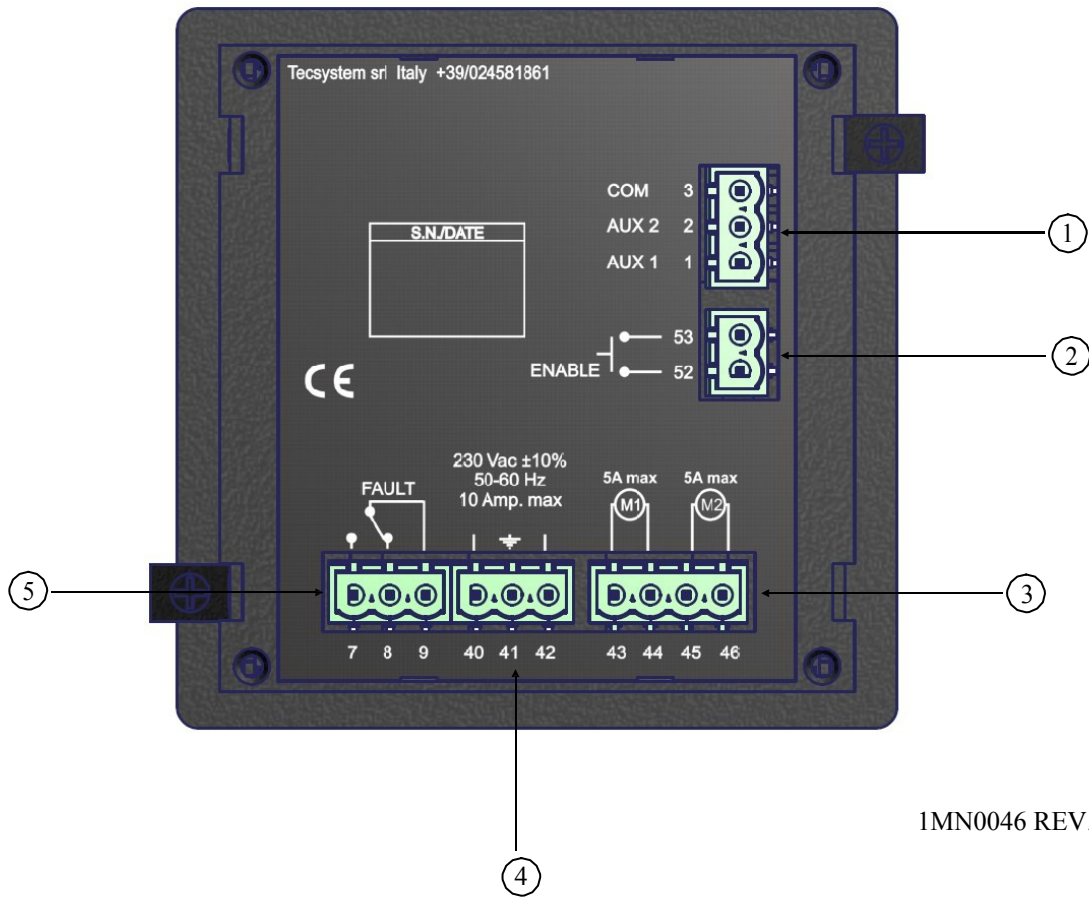 Tecsystem srl Italy +39/024581861
COM 3
AUX 2 2
AUX 1 1
1
S.N./DATE
53
ENABLE
52
2
CE
230 Vac ±10%
50-60 Hz
10 Amp. max
FAULT
5A max
5A max
M1
M2
5
3
7 8 9 40 41 42 43 44 45 46
4
1MN0046 REV.